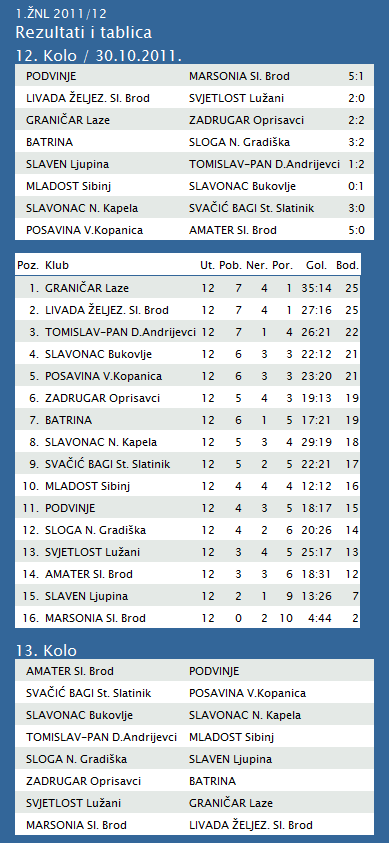 1.ŽNL 2011/12
Rezultati i tablica
12. Kolo / 30.10.2011.
PODVINJE MARSONIA Sl. Brod 5:1
LIVADA ŽELJEZ. Sl. Brod SVJETLOST Lužani 2:0
GRANIČAR Laze ZADRUGAR Oprisavci 2:2
BATRINA SLOGA N. Gradiška 3:2
SLAVEN Ljupina TOMISLAV-PAN D.Andrijevci 1:2
MLADOST Sibinj SLAVONAC Bukovlje 0:1
SLAVONAC N. Kapela SVAČIĆ BAGI St. Slatinik 3:0
POSAVINA V.Kopanica AMATER Sl. Brod 5:0
Poz. Klub Ut. Pob. Ner. Por. Gol. Bod.
1. GRANIČAR Laze 12 7 4 1 35:14 25
2. LIVADA ŽELJEZ. Sl. Brod 12 7 4 1 27:16 25
3. TOMISLAV-PAN D.Andrijevci 12 7 1 4 26:21 22
4. SLAVONAC Bukovlje 12 6 3 3 22:12 21
5. POSAVINA V.Kopanica 12 6 3 3 23:20 21
6. ZADRUGAR Oprisavci 12 5 4 3 19:13 19
7. BATRINA 12 6 1 5 17:21 19
8. SLAVONAC N. Kapela 12 5 3 4 29:19 18
9. SVAČIĆ BAGI St. Slatinik 12 5 2 5 22:21 17
10. MLADOST Sibinj 12 4 4 4 12:12 16
11. PODVINJE 12 4 3 5 18:17 15
12. SLOGA N. Gradiška 12 4 2 6 20:26 14
13. SVJETLOST Lužani 12 3 4 5 25:17 13
14. AMATER Sl. Brod 12 3 3 6 18:31 12
15. SLAVEN Ljupina 12 2 1 9 13:26 7
16. MARSONIA Sl. Brod 12 0 2 10 4:44 2
13. Kolo
AMATER Sl. Brod PODVINJE
SVAČIĆ BAGI St. Slatinik POSAVINA V.Kopanica
SLAVONAC Bukovlje SLAVONAC N. Kapela
TOMISLAV-PAN D.Andrijevci MLADOST Sibinj
SLOGA N. Gradiška SLAVEN Ljupina
ZADRUGAR Oprisavci BATRINA
SVJETLOST Lužani GRANIČAR Laze
MARSONIA Sl. Brod LIVADA ŽELJEZ. Sl. Brod